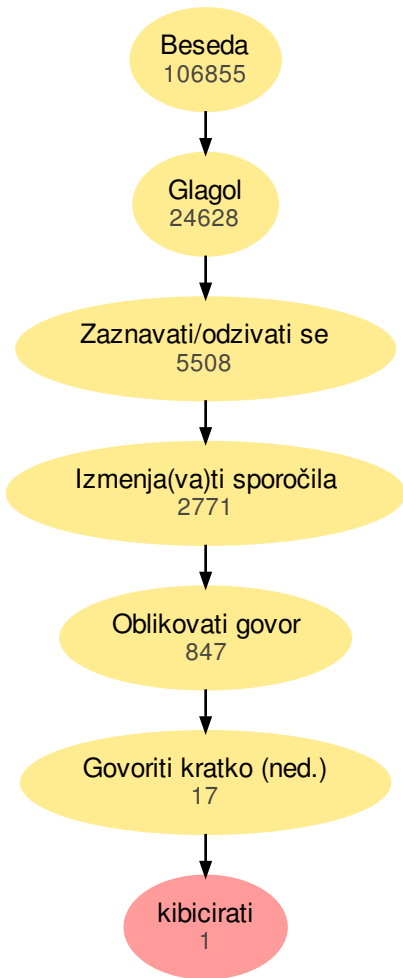 Beseda
106855
Glagol
24628
Zaznavati/odzivati se
5508
Izmenja(va)ti sporočila
2771
Oblikovati govor
847
Govoriti kratko (ned.)
17
kibicirati
1